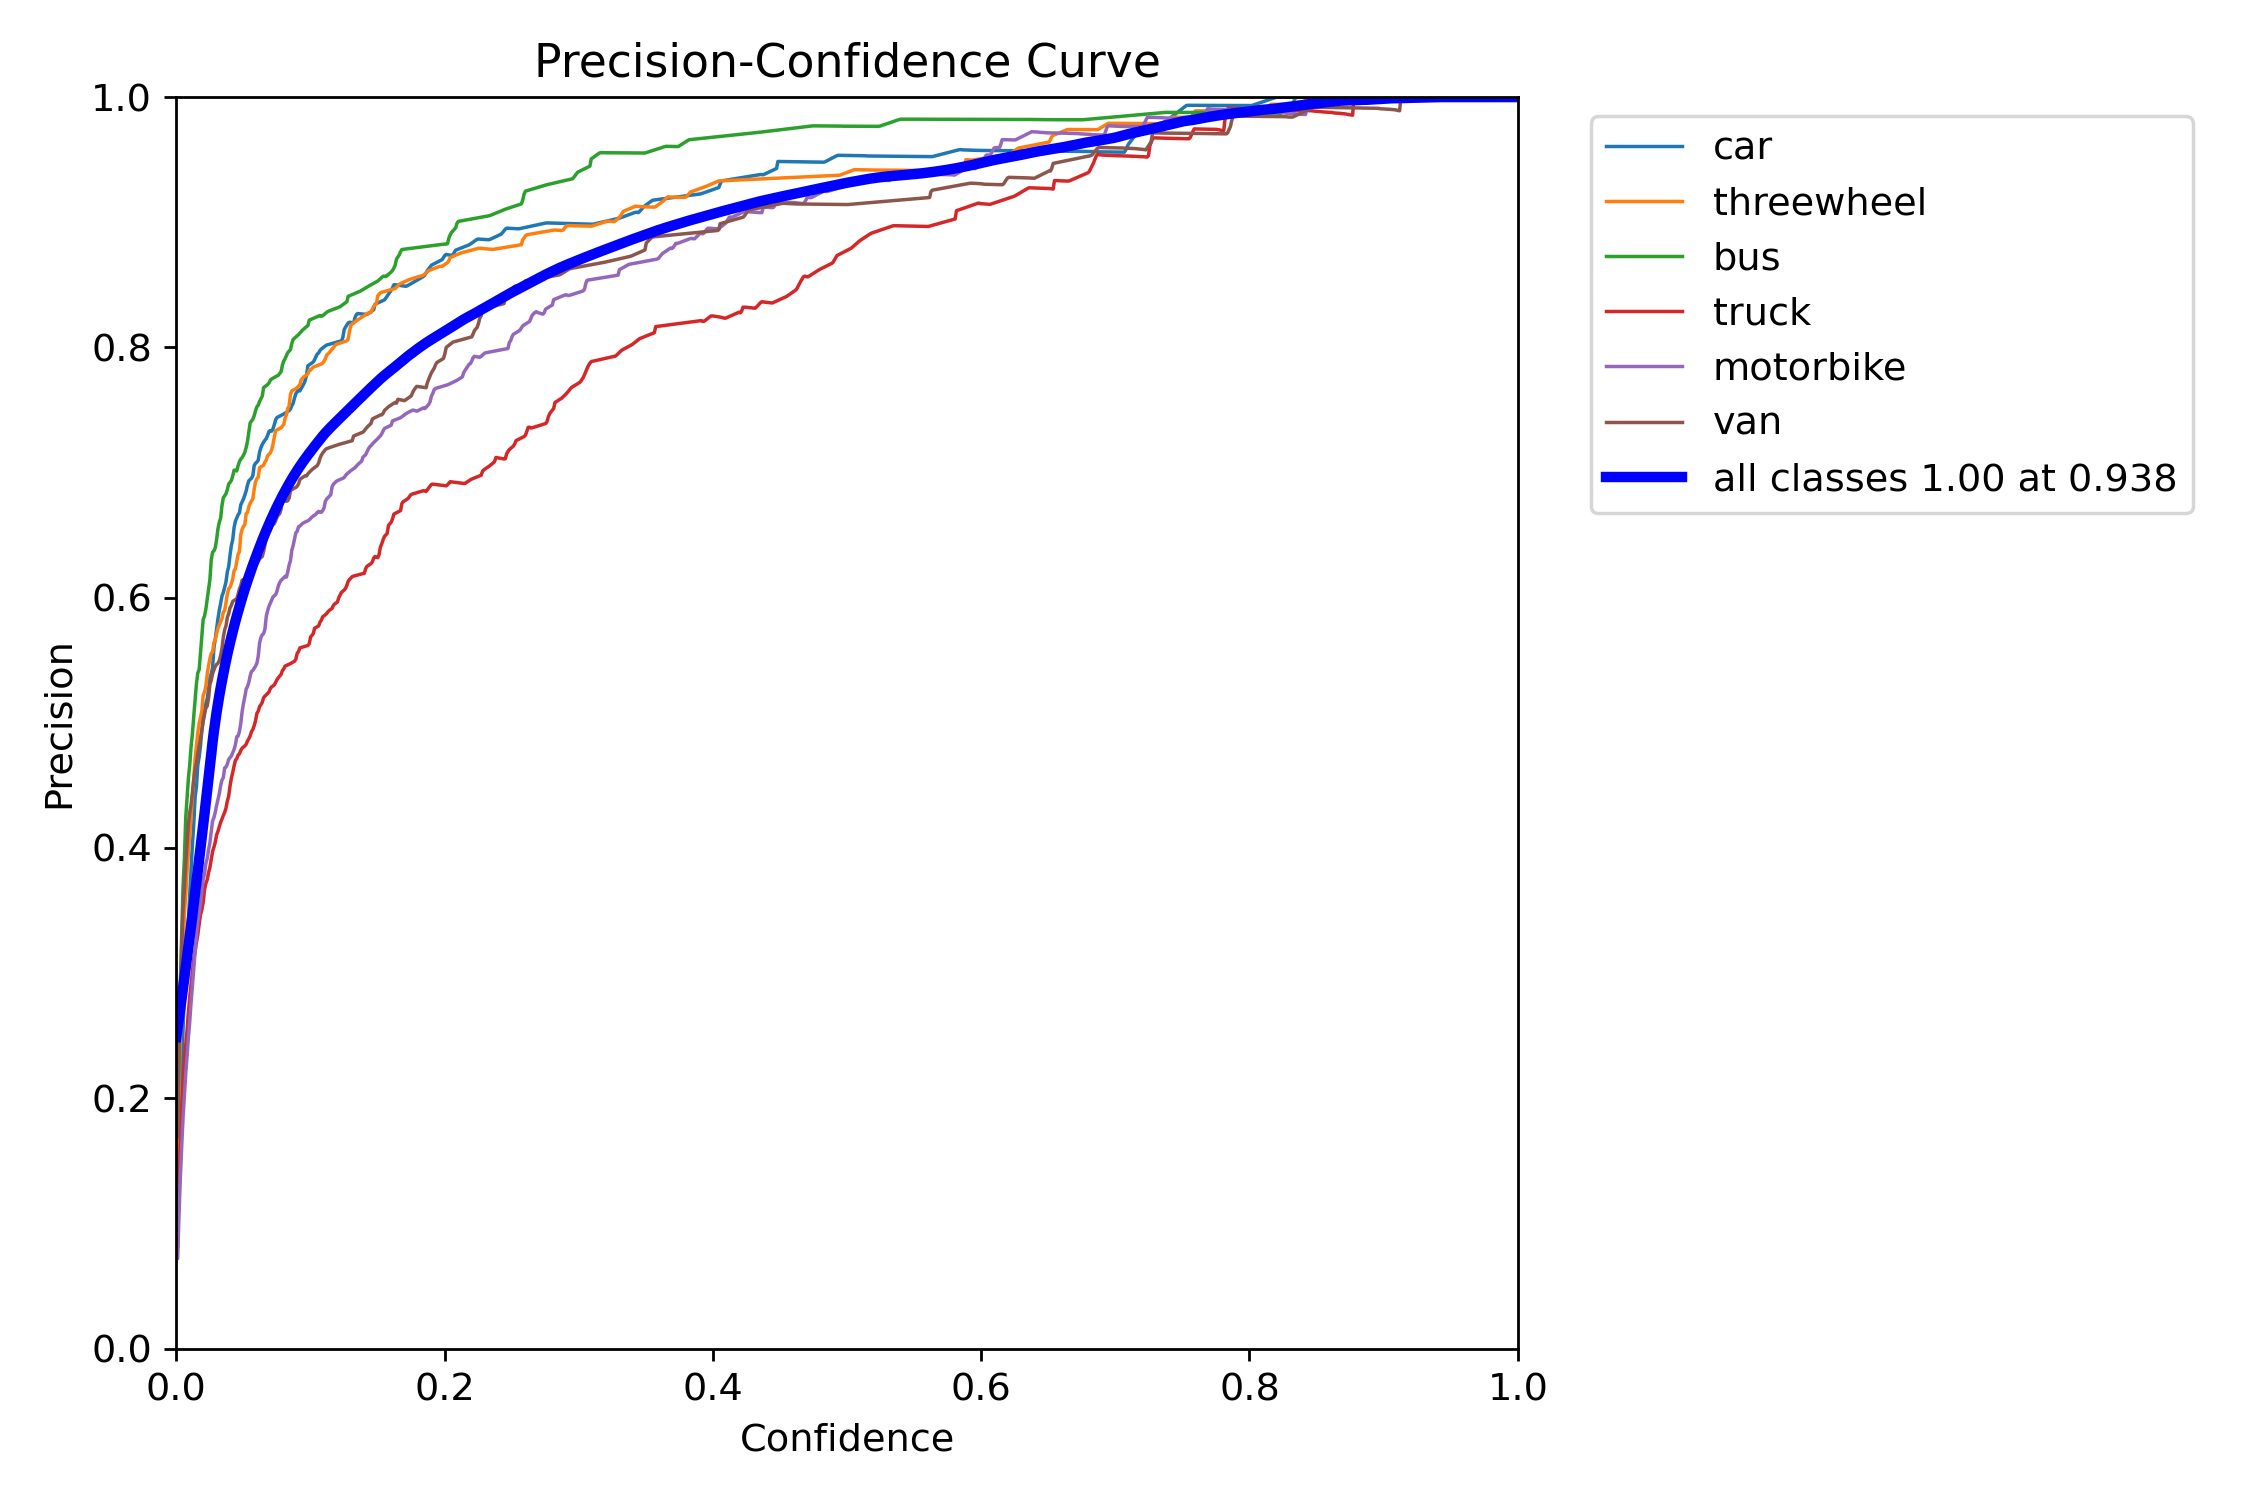 Precision-Confidence Curve
1.0
0.8
0.6
0.4
0.2
0.0
Precision
0.0 0.2 0.4 0.6 0.8 1.0
Confidence
car
threewheel
bus
truck
motorbike
van
all classes 1.00 at 0.938